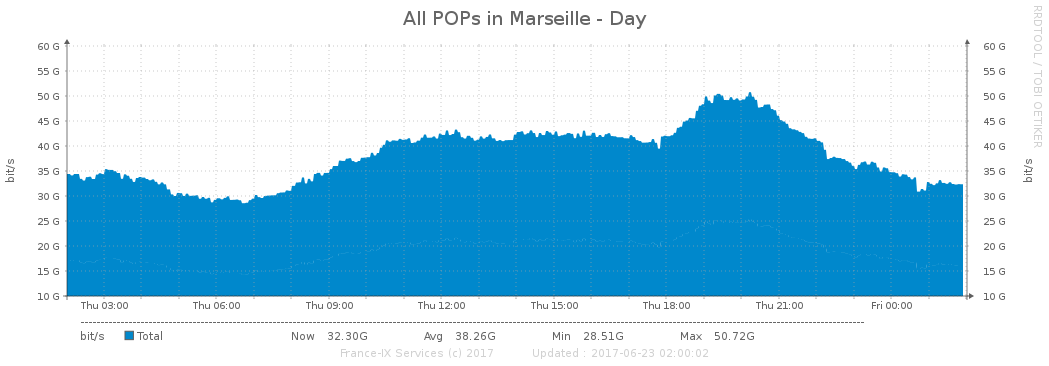 All POPs in Marseille - Day
RRDTOOL / TOBI OETIKER
60 G 60 G
55 G 55 G
50 G 50 G
45 G 45 G
40 G 40 G
35 G 35 G
30 G 30 G
25 G 25 G
20 G 20 G
15 G 15 G
10 G 10 G
bit/s
bit/s
Thu 03:00 Thu 06:00 Thu 09:00 Thu 12:00 Thu 15:00 Thu 18:00 Thu 21:00 Fri 00:00
bit/s Total Now 32.30G Avg 38.26G Min 28.51G Max 50.72G
France-IX Services (c) 2017 Updated : 2017-06-23 02:00:02